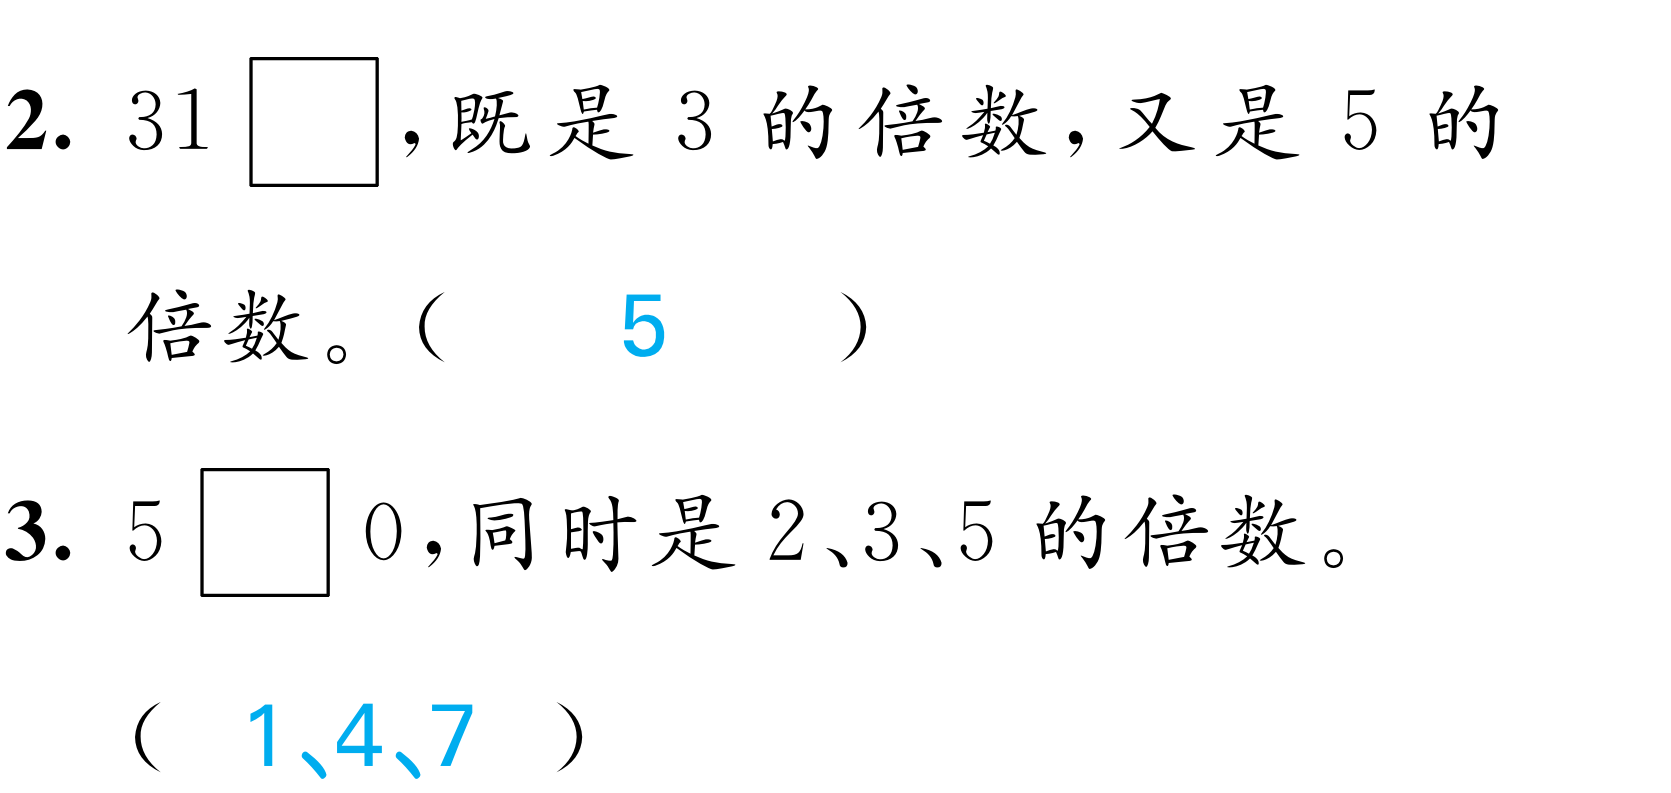 2. 31□,既是 3 的倍数,又是 5 的
倍数。( 5 )
3. 5□0,同时是 2、3、5 的倍数。
( 1、4、7 )